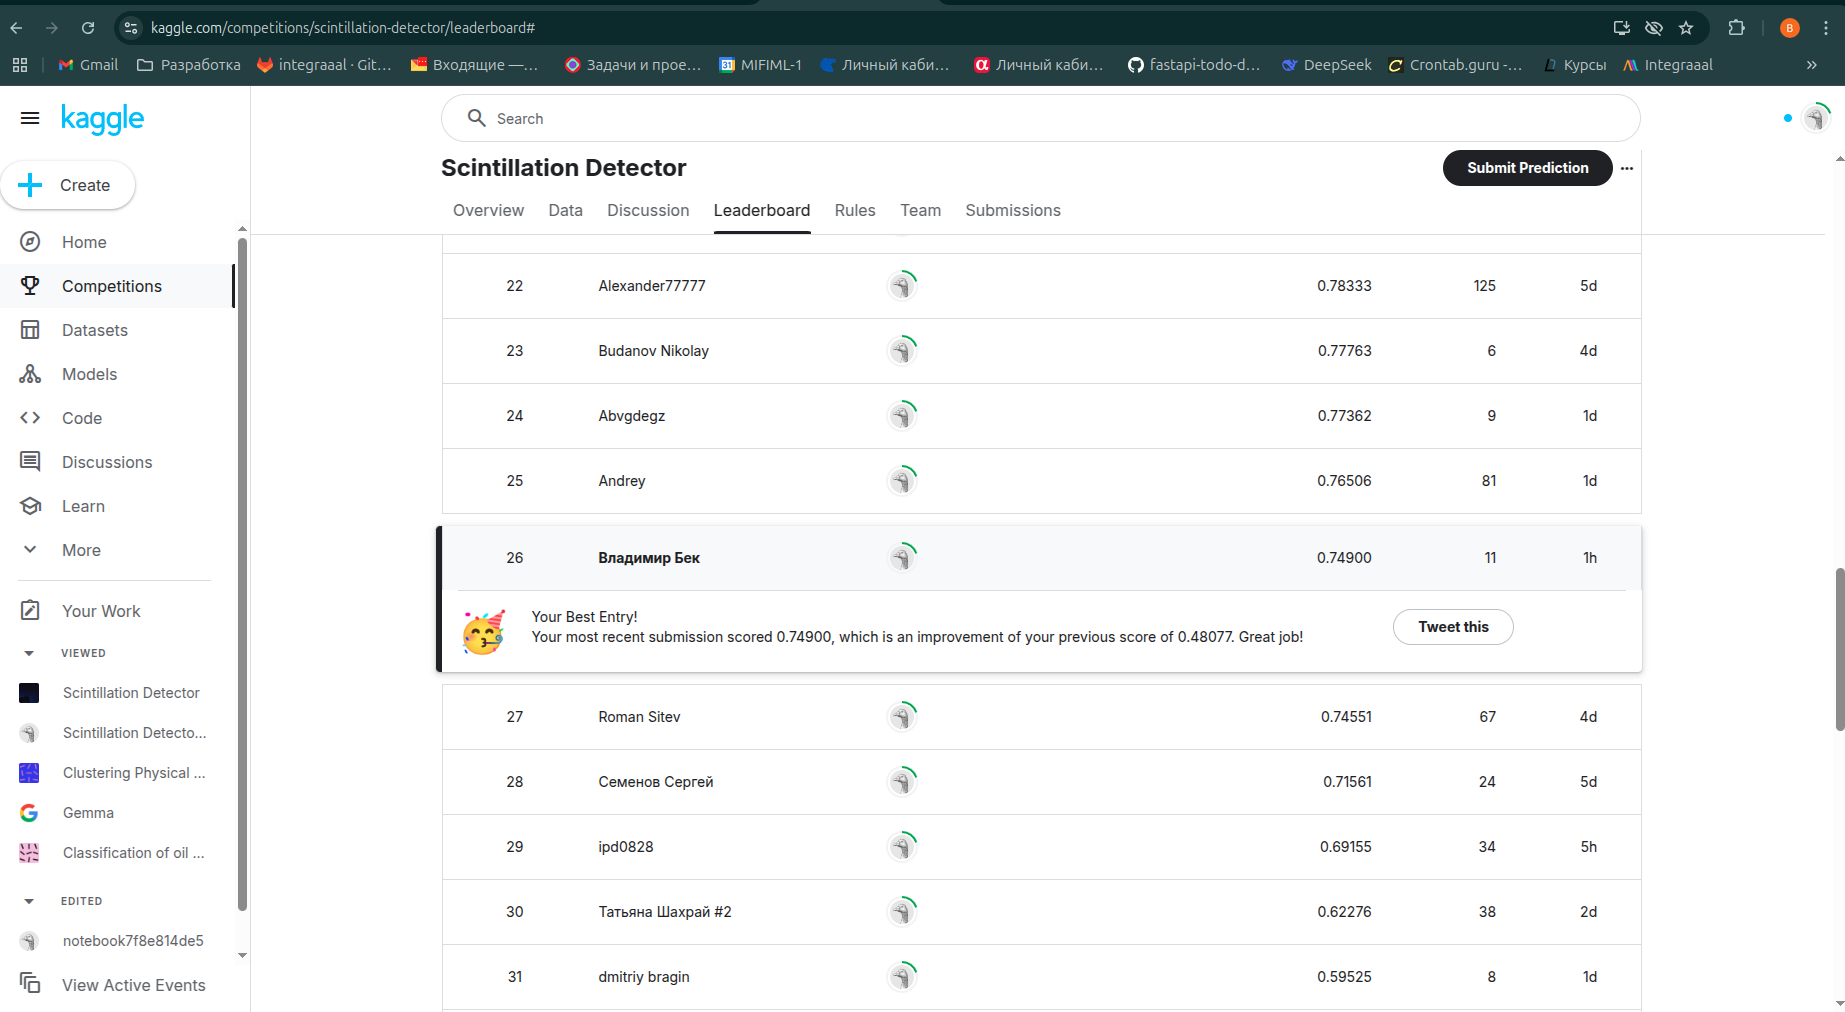 kaggle.com/competitions/scintillation-detector/leaderboard#
B
Gmail
Разработка
integraaal · Git...
Входящие —...
Задачи и прое...
31 MIFIML-1
Личный каби...
α Личный каби...
fastapi-todo-d...
DeepSeek
Crontab.guru -...
Курсы
Integraaal
»
kaggle
Search
Create
Scintillation Detector
Submit Prediction
...
Overview Data Discussion Leaderboard Rules Team Submissions
Home
Competitions
Datasets
Models
Code
Discussions
Learn
More
Your Work
VIEWED
Scintillation Detector
Scintillation Detecto...
Clustering Physical ...
Gemma
Classification of oil ...
EDITED
notebook7f8e814de5
View Active Events
22 Alexander77777 0.78333 125 5d
23 Budanov Nikolay 0.77763 6 4d
24 Abvgdegz 0.77362 9 1d
25 Andrey 0.76506 81 1d
26 Владимир Бек 0.74900 11 1h
Your Best Entry!
Your most recent submission scored 0.74900, which is an improvement of your previous score of 0.48077. Great job!
Tweet this
27 Roman Sitev 0.74551 67 4d
28 Семенов Сергей 0.71561 24 5d
29 ipd0828 0.69155 34 5h
30 Татьяна Шахрай #2 0.62276 38 2d
31 dmitriy bragin 0.59525 8 1d